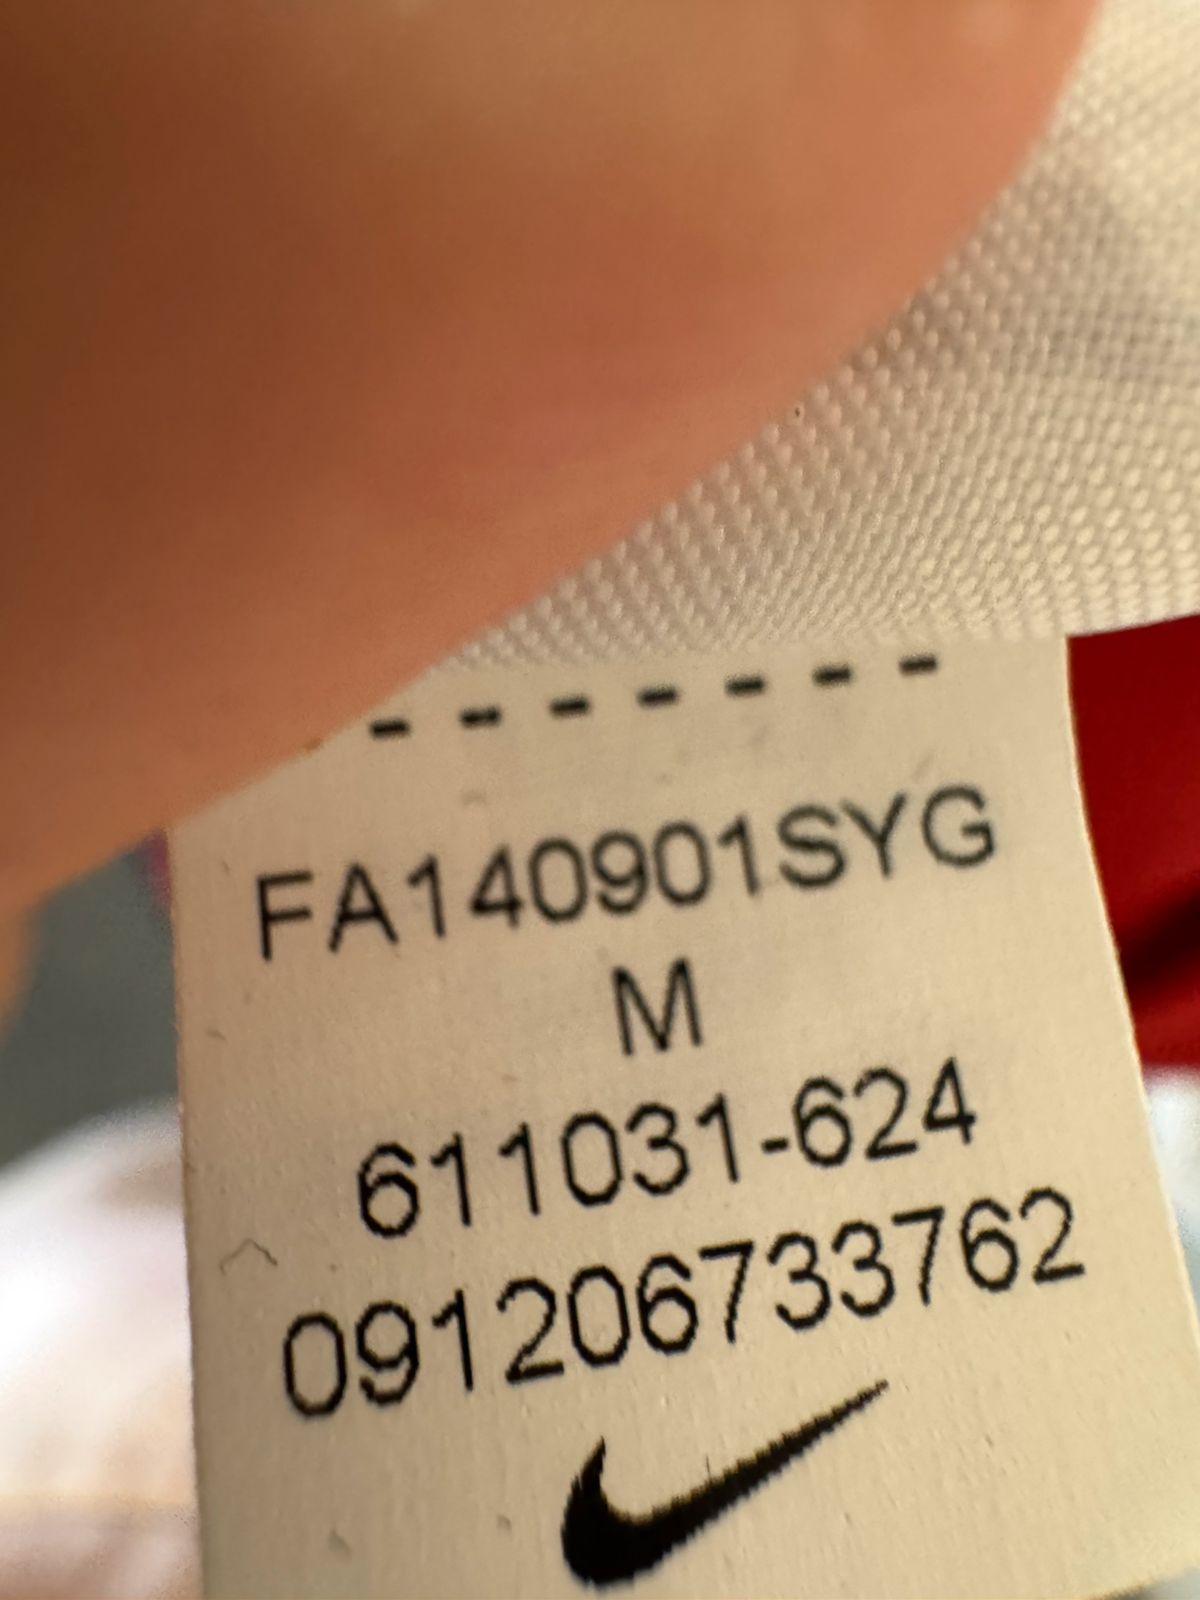 - - - - - - -
FA140901SYG
M
611031-624
091206733762